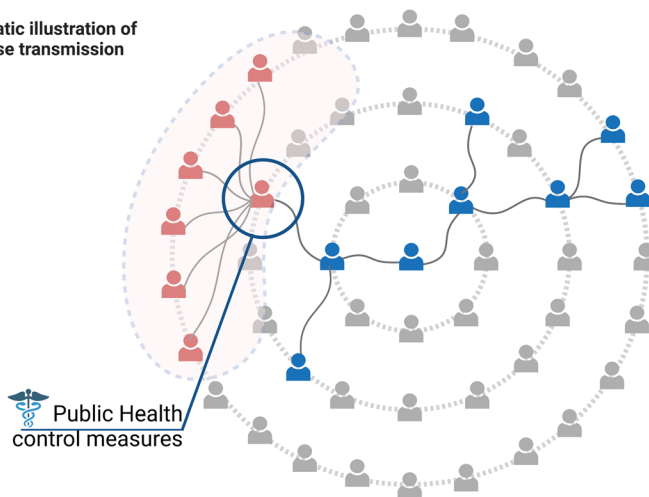 atic illustration of
se transmission
Public Health
control measures